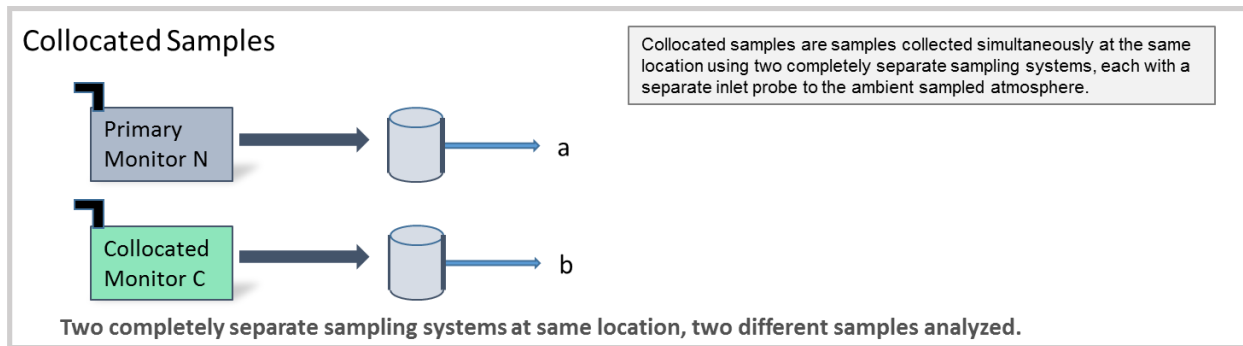 Collocated Samples
Collocated samples are samples collected simultaneously at the same
location using two completely separate sampling systems, each with a
separate inlet probe to the ambient sampled atmosphere.
Primary
Monitor N
a
Collocated
Monitor C
b
Two completely separate sampling systems at same location, two different samples analyzed.